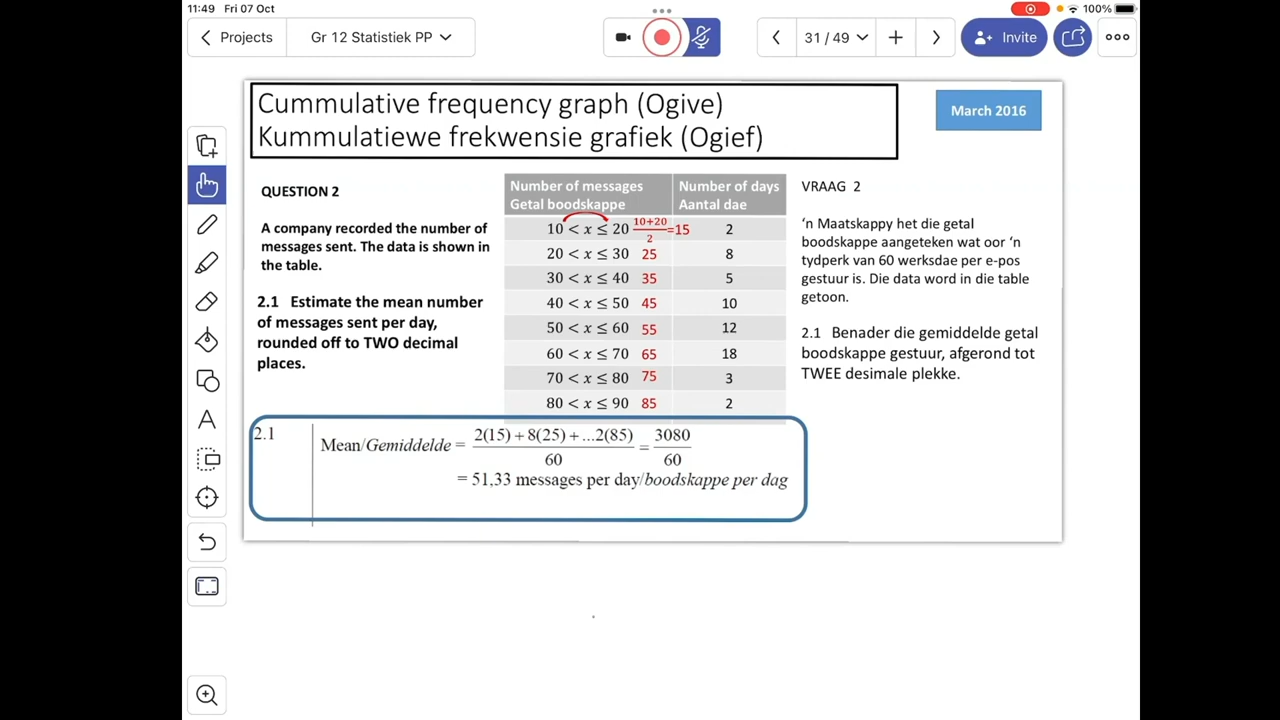 11:49 Fri 07 Oct
100%
Projects
Gr 12 Statistiek PP
31 / 49
Invite
Cummulative frequency graph (Ogive)
Kummulatiewe frekwensie grafiek (Ogief)
March 2016
QUESTION 2
A company recorded the number of
messages sent. The data is shown in
the table.
2.1 Estimate the mean number
of messages sent per day,
rounded off to TWO decimal
places.
Number of messages Number of days
Getal boodskappe Aantal dae
10 < x ≤ 20 (10+20)/2 =15 2
20 < x ≤ 30 25 8
30 < x ≤ 40 35 5
40 < x ≤ 50 45 10
50 < x ≤ 60 55 12
60 < x ≤ 70 65 18
70 < x ≤ 80 75 3
80 < x ≤ 90 85 2
VRAAG 2
‘n Maatskappy het die getal
boodskappe aangeteken wat oor ‘n
tydperk van 60 werksdae per e-pos
gestuur is. Die data word in die table
getoon.
2.1 Benader die gemiddelde getal
boodskappe gestuur, afgerond tot
TWEE desimale plekke.
2.1
Mean/Gemiddelde = (2(15) + 8(25) + ...2(85))/60 = 3080/60
= 51,33 messages per day/boodskappe per dag
A